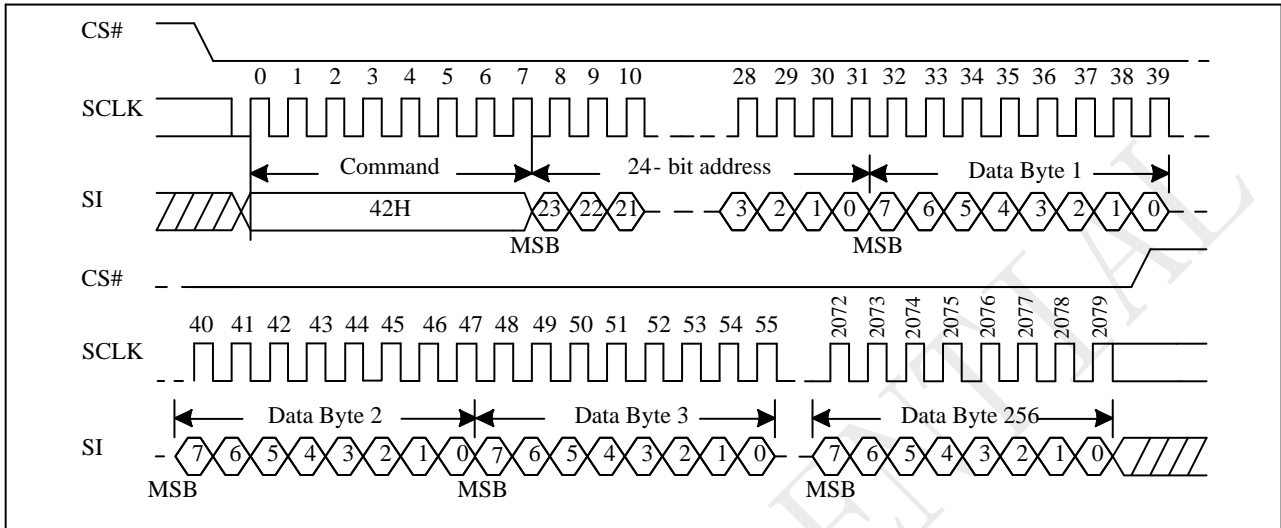 CS#
0 1 2 3 4 5 6 7 8 9 10 28 29 30 31 32 33 34 35 36 37 38 39
SCLK
Command 24- bit address Data Byte 1
SI
42H 23 22 21 3 2 1 0 7 6 5 4 3 2 1 0
MSB MSB
CS#
40 41 42 43 44 45 46 47 48 49 50 51 52 53 54 55 2072 2073 2074 2075 2076 2077 2078 2079
SCLK
Data Byte 2 Data Byte 3 Data Byte 256
SI
7 6 5 4 3 2 1 0 7 6 5 4 3 2 1 0 7 6 5 4 3 2 1 0
MSB MSB MSB
ENTIAL